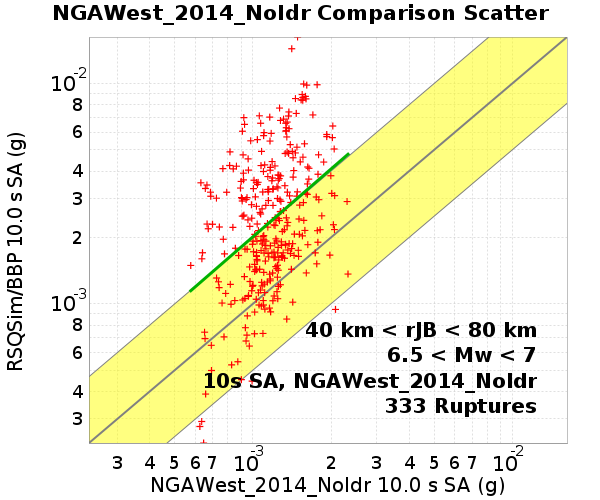 NGAWest_2014_NoIdr Comparison Scatter
10⁻²
8
6
4
3
2
10⁻³
8
6
4
3
RSQSim/BBP 10.0 s SA (g)
40 km < rJB < 80 km
6.5 < Mw < 7
10s SA, NGAWest_2014_NoIdr
333 Ruptures
3 4 5 6 7 10⁻³ 2 3 4 5 6 7 10⁻²
NGAWest_2014_NoIdr 10.0 s SA (g)